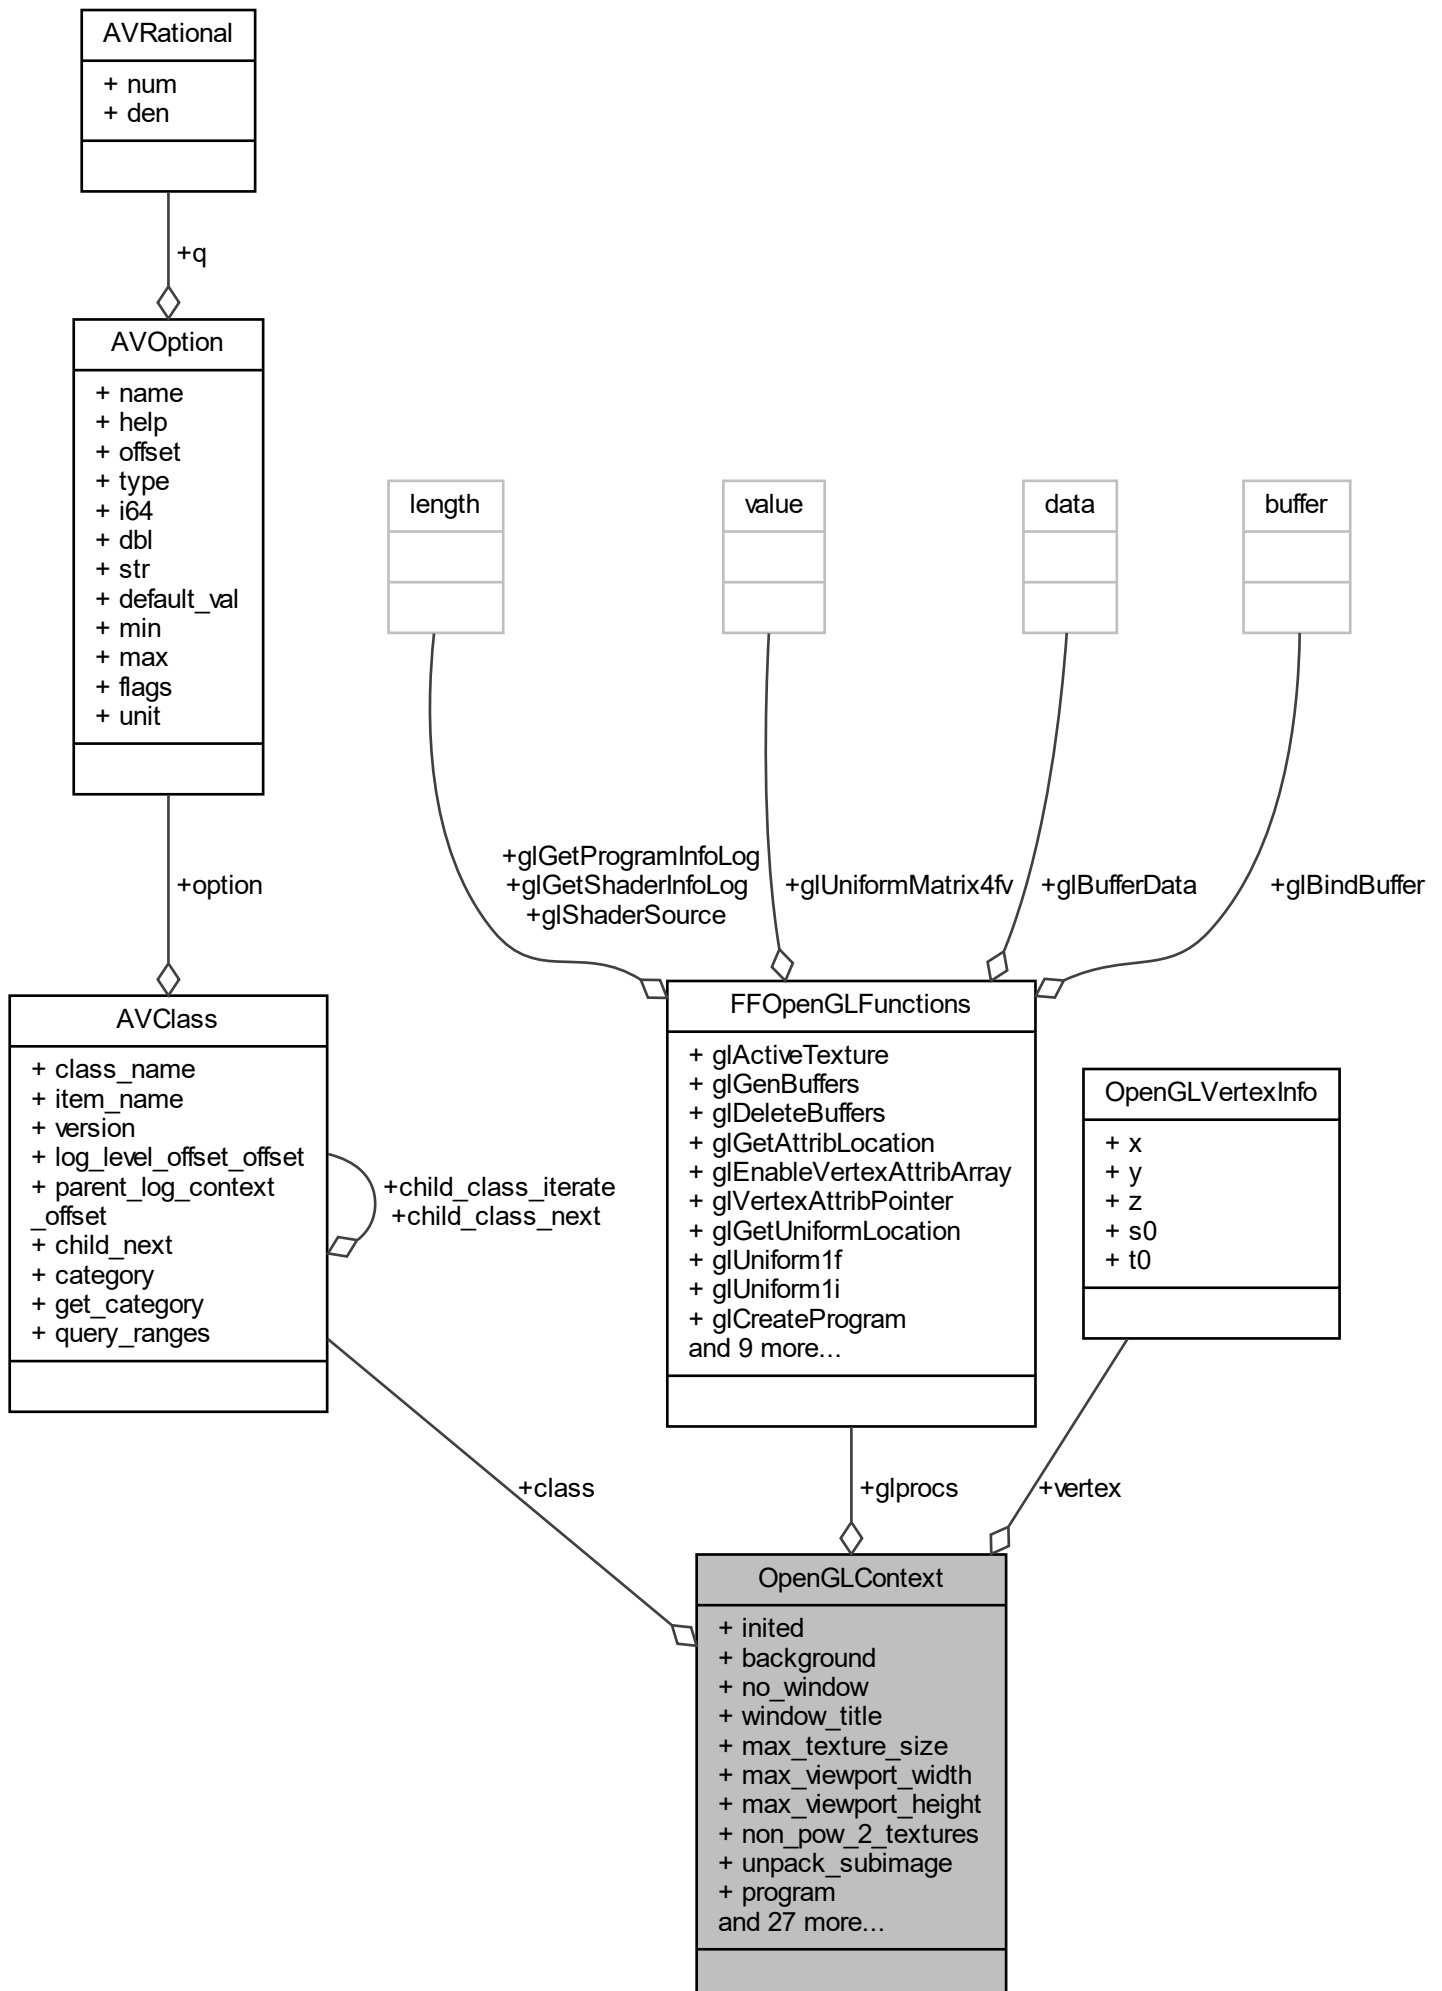 AVRational
+ num
+ den
+q
AVOption
+ name
+ help
+ offset
+ type
+ i64
+ dbl
+ str
+ default_val
+ min
+ max
+ flags
+ unit
length
value
data
buffer
+option
+glGetProgramInfoLog
+glGetShaderInfoLog
+glShaderSource
+glUniformMatrix4fv
+glBufferData
+glBindBuffer
AVClass
+ class_name
+ item_name
+ version
+ log_level_offset_offset
+ parent_log_context
_offset
+ child_next
+ category
+ get_category
+ query_ranges
+child_class_iterate
+child_class_next
FFOpenGLFunctions
+ glActiveTexture
+ glGenBuffers
+ glDeleteBuffers
+ glGetAttribLocation
+ glEnableVertexAttribArray
+ glVertexAttribPointer
+ glGetUniformLocation
+ glUniform1f
+ glUniform1i
+ glCreateProgram
and 9 more...
OpenGLVertexInfo
+ x
+ y
+ z
+ s0
+ t0
+class
+glprocs
+vertex
OpenGLContext
+ inited
+ background
+ no_window
+ window_title
+ max_texture_size
+ max_viewport_width
+ max_viewport_height
+ non_pow_2_textures
+ unpack_subimage
+ program
and 27 more...